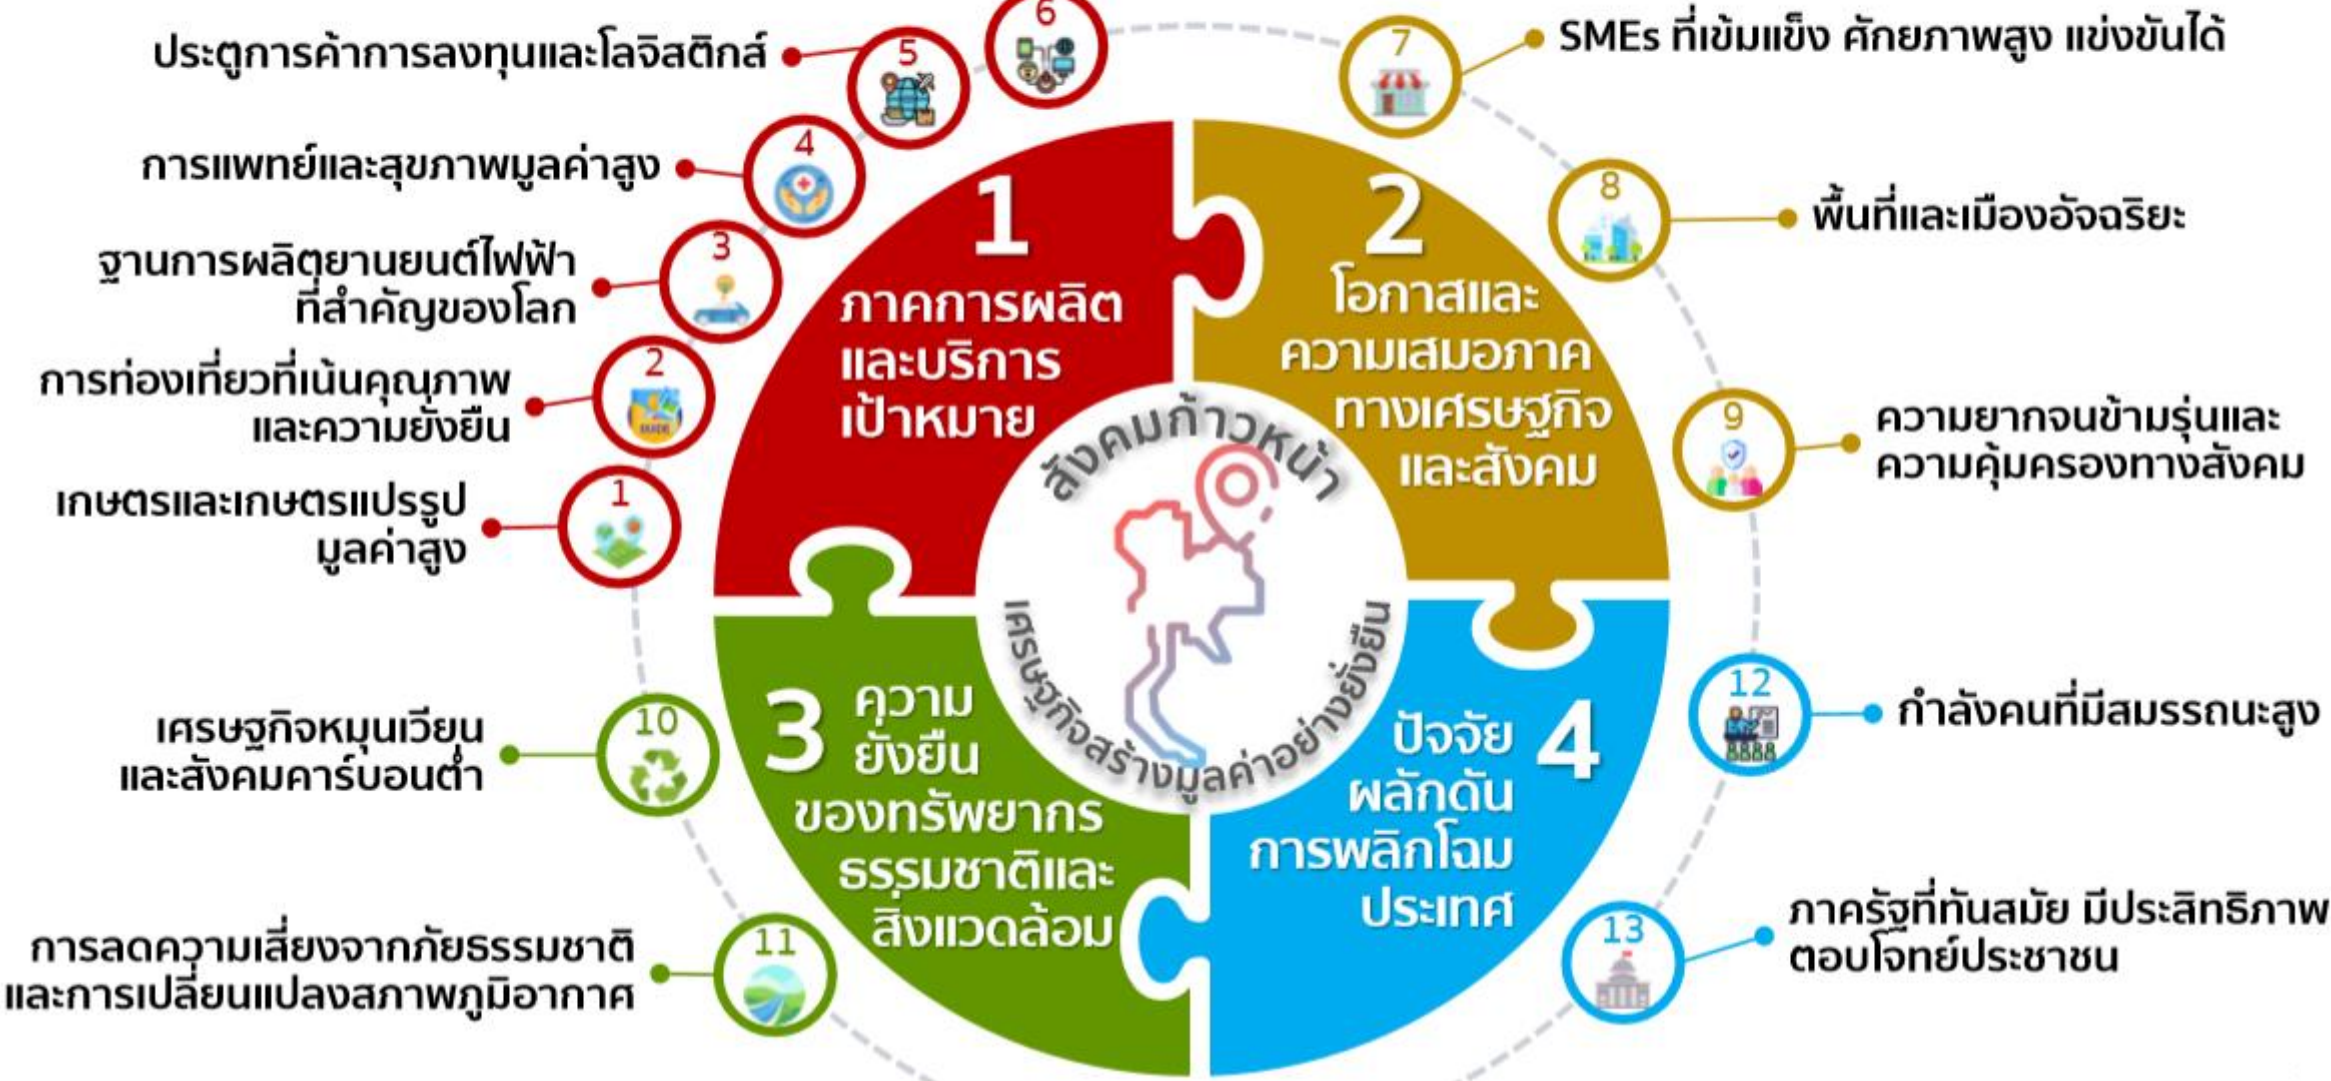 6
ประตูการค้าการลงทุนและโลจิสติกส์
5
การแพทย์และสุขภาพมูลค่าสูง
4
ฐานการผลิตยานยนต์ไฟฟ้า
ที่สำคัญของโลก
3
การท่องเที่ยวที่เน้นคุณภาพ
และความยั่งยืน
2
เกษตรและเกษตรแปรรูป
มูลค่าสูง
1
1
ภาคการผลิต
และบริการ
เป้าหมาย
2
โอกาสและ
ความเสมอภาค
ทางเศรษฐกิจ
และสังคม
7
SMEs ที่เข้มแข็ง ศักยภาพสูง แข่งขันได้
8
พื้นที่และเมืองอัจฉริยะ
9
ความยากจนข้ามรุ่นและ
ความคุ้มครองทางสังคม
สังคมก้าวหน้า
เศรษฐกิจสร้างมูลค่าอย่างยั่งยืน
เศรษฐกิจหมุนเวียน
และสังคมคาร์บอนต่ำ
10
การลดความเสี่ยงจากภัยธรรมชาติ
และการเปลี่ยนแปลงสภาพภูมิอากาศ
11
3
ความ
ยั่งยืน
ของทรัพยากร
ธรรมชาติและ
สิ่งแวดล้อม
4
ปัจจัย
ผลักดัน
การพลิกโฉม
ประเทศ
12
กำลังคนที่มีสมรรถนะสูง
13
ภาครัฐที่ทันสมัย มีประสิทธิภาพ
ตอบโจทย์ประชาชน